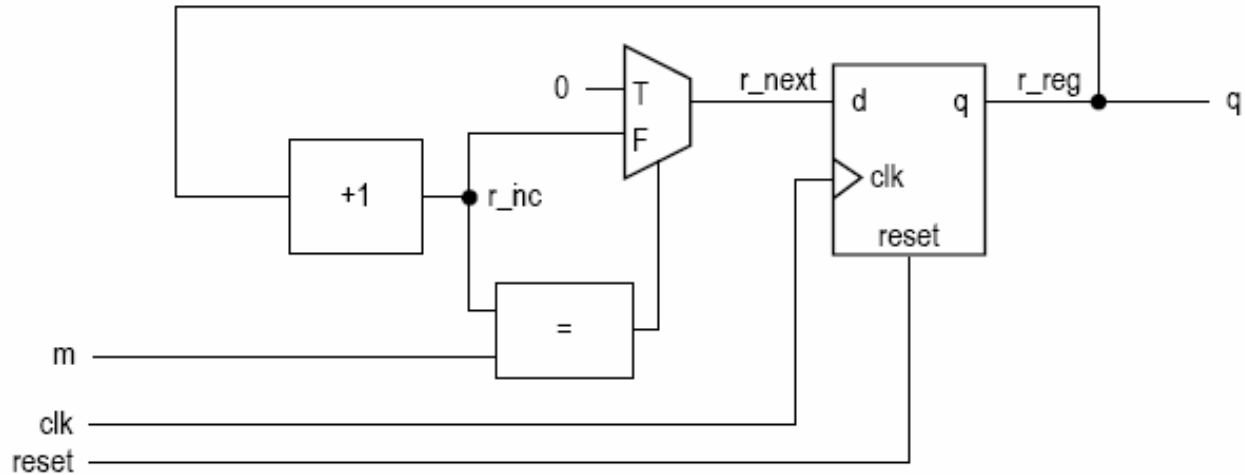 0
T
r_next
d
q
r_reg
q
F
+1
r_inc
clk
reset
=
m
clk
reset